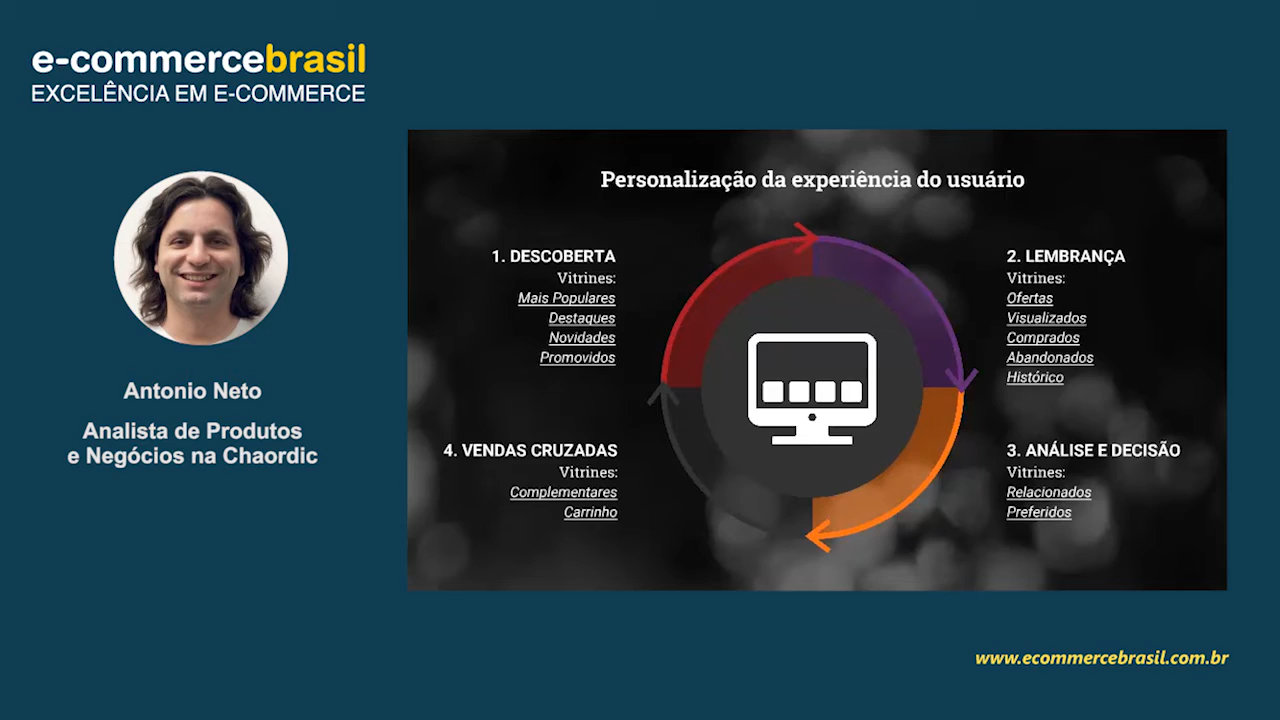 e-commercebrasil
EXCELÊNCIA EM E-COMMERCE
Antonio Neto
Analista de Produtos
e Negócios na Chaordic
Personalização da experiência do usuário
1. DESCOBERTA
Vitrines:
Mais Populares
Destaques
Novidades
Promovidos
2. LEMBRANÇA
Vitrines:
Ofertas
Visualizados
Comprados
Abandonados
Histórico
3. ANÁLISE E DECISÃO
Vitrines:
Relacionados
Preferidos
4. VENDAS CRUZADAS
Vitrines:
Complementares
Carrinho
www.ecommercebrasil.com.br